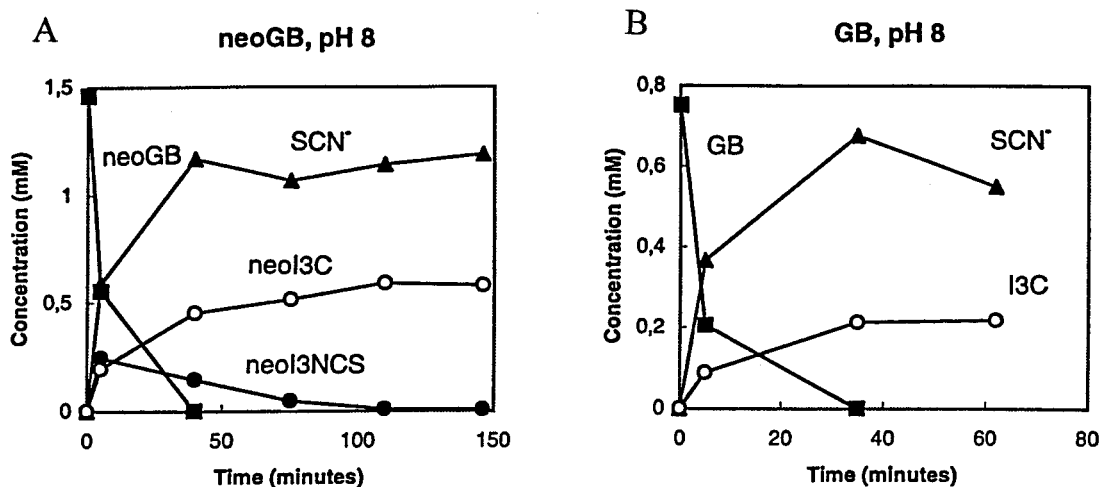 A
neoGB, pH 8
Concentration (mM)
1,5
1
0,5
0
neoGB
SCN-
neoI3C
neoI3NCS
0
50
100
150
Time (minutes)
B
GB, pH 8
Concentration (mM)
0,8
0,6
0,4
0,2
0
GB
SCN-
I3C
0
20
40
60
80
Time (minutes)